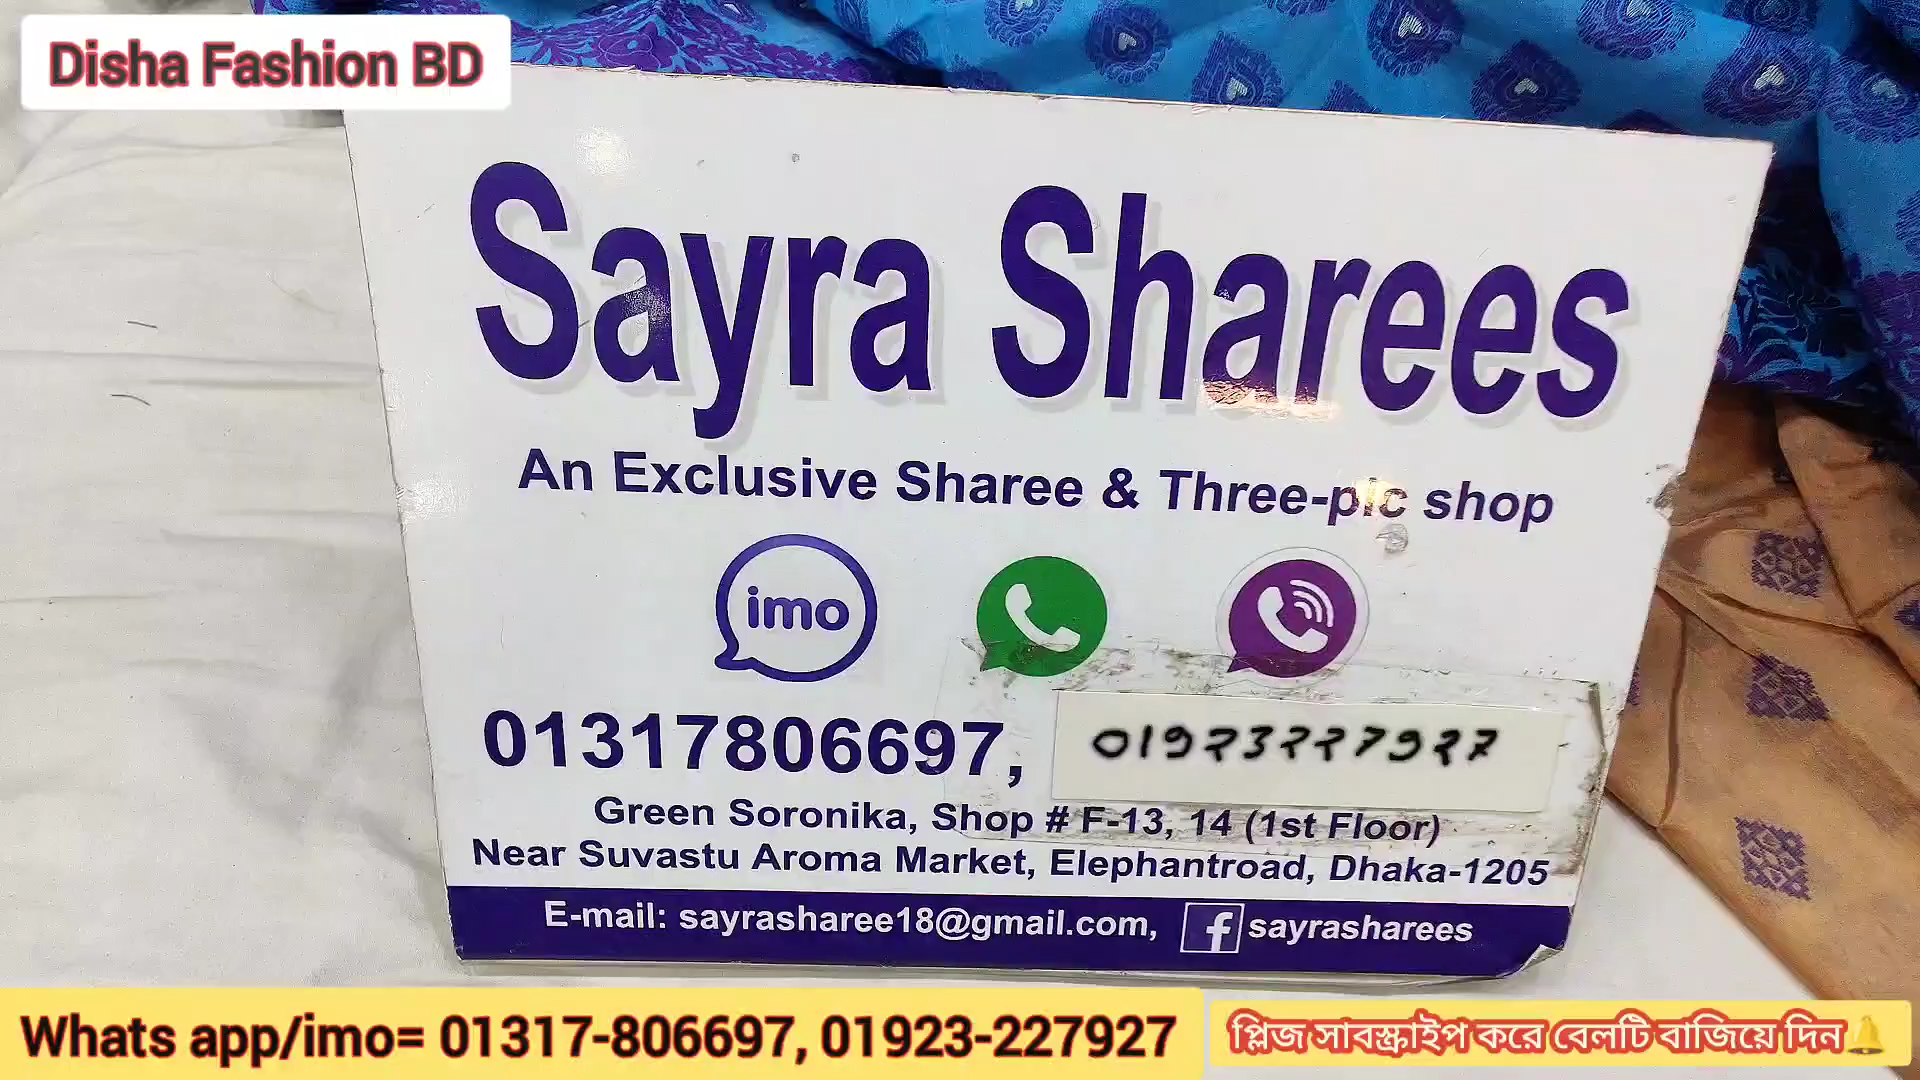 Disha Fashion BD
Sayra Sharees
An Exclusive Sharee & Three-pic shop
imo
01317806697, 01923227927
Green Soronika, Shop # F-13, 14 (1st Floor)
Near Suvastu Aroma Market, Elephantroad, Dhaka-1205
E-mail: sayrasharee18@gmail.com, f sayrasharees
Whats app/imo= 01317-806697, 01923-227927
প্লিজ সাবস্ক্রাইপ করে বেলটি বাজিয়ে দিন🔔